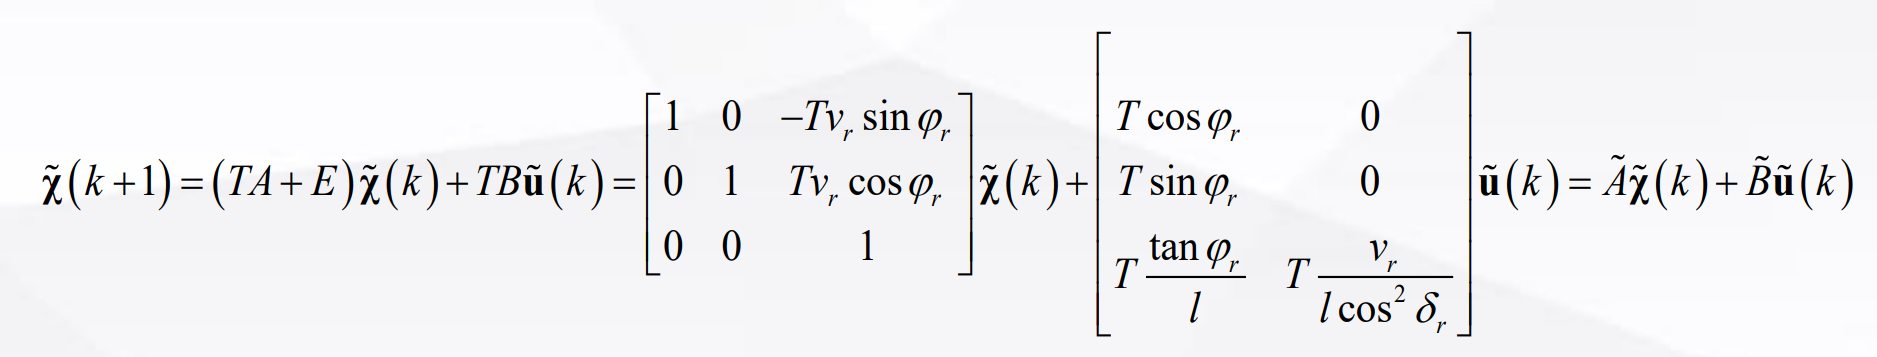 χ̃(k+1) = (TA+E)χ̃(k) + TBũ(k) = [1 0 −Tv_r sin φ_r; 0 1 Tv_r cos φ_r; 0 0 1] χ̃(k) + [T cos φ_r 0; T sin φ_r 0; T tan φ_r / l T v_r / (l cos² δ_r)] ũ(k) = Ãχ̃(k) + B̃ũ(k)